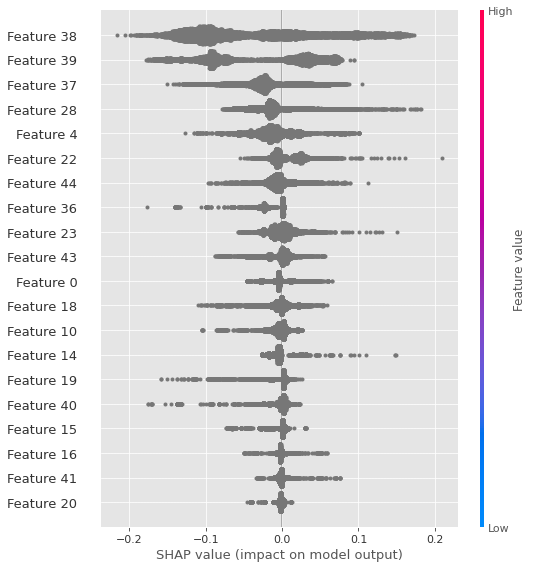 High
Feature 38
Feature 39
Feature 37
Feature 28
Feature 4
Feature 22
Feature 44
Feature 36
Feature 23
Feature 43
Feature 0
Feature 18
Feature 10
Feature 14
Feature 19
Feature 40
Feature 15
Feature 16
Feature 41
Feature 20
Feature value
Low
−0.2 −0.1 0.0 0.1 0.2
SHAP value (impact on model output)